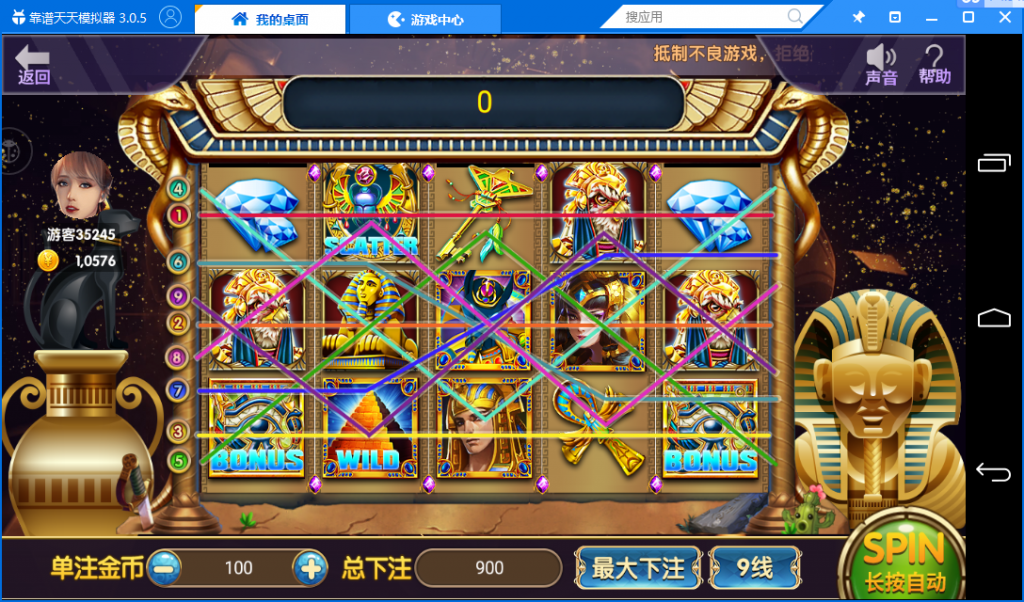 靠谱天天模拟器 3.0.5
我的桌面
游戏中心
搜应用
返回
抵制不良游戏，拒绝
声音
帮助
0
4
1
6
9
2
8
7
3
5
游客35245
1,0576
SCATTER
BONUS
WILD
BONUS
单注金币
100
总下注
900
最大下注
9线
SPIN
长按自动